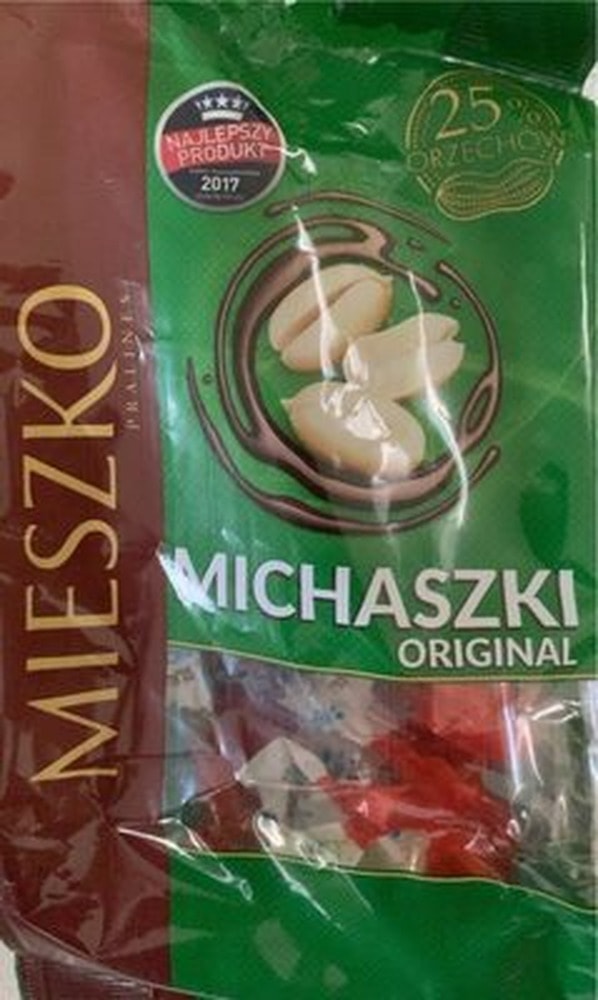 NAJLEPSZY
PRODUKT
2017
25%
ORZECHÓW
MIESZKO
PRALINES
MICHASZKI
ORIGINAL